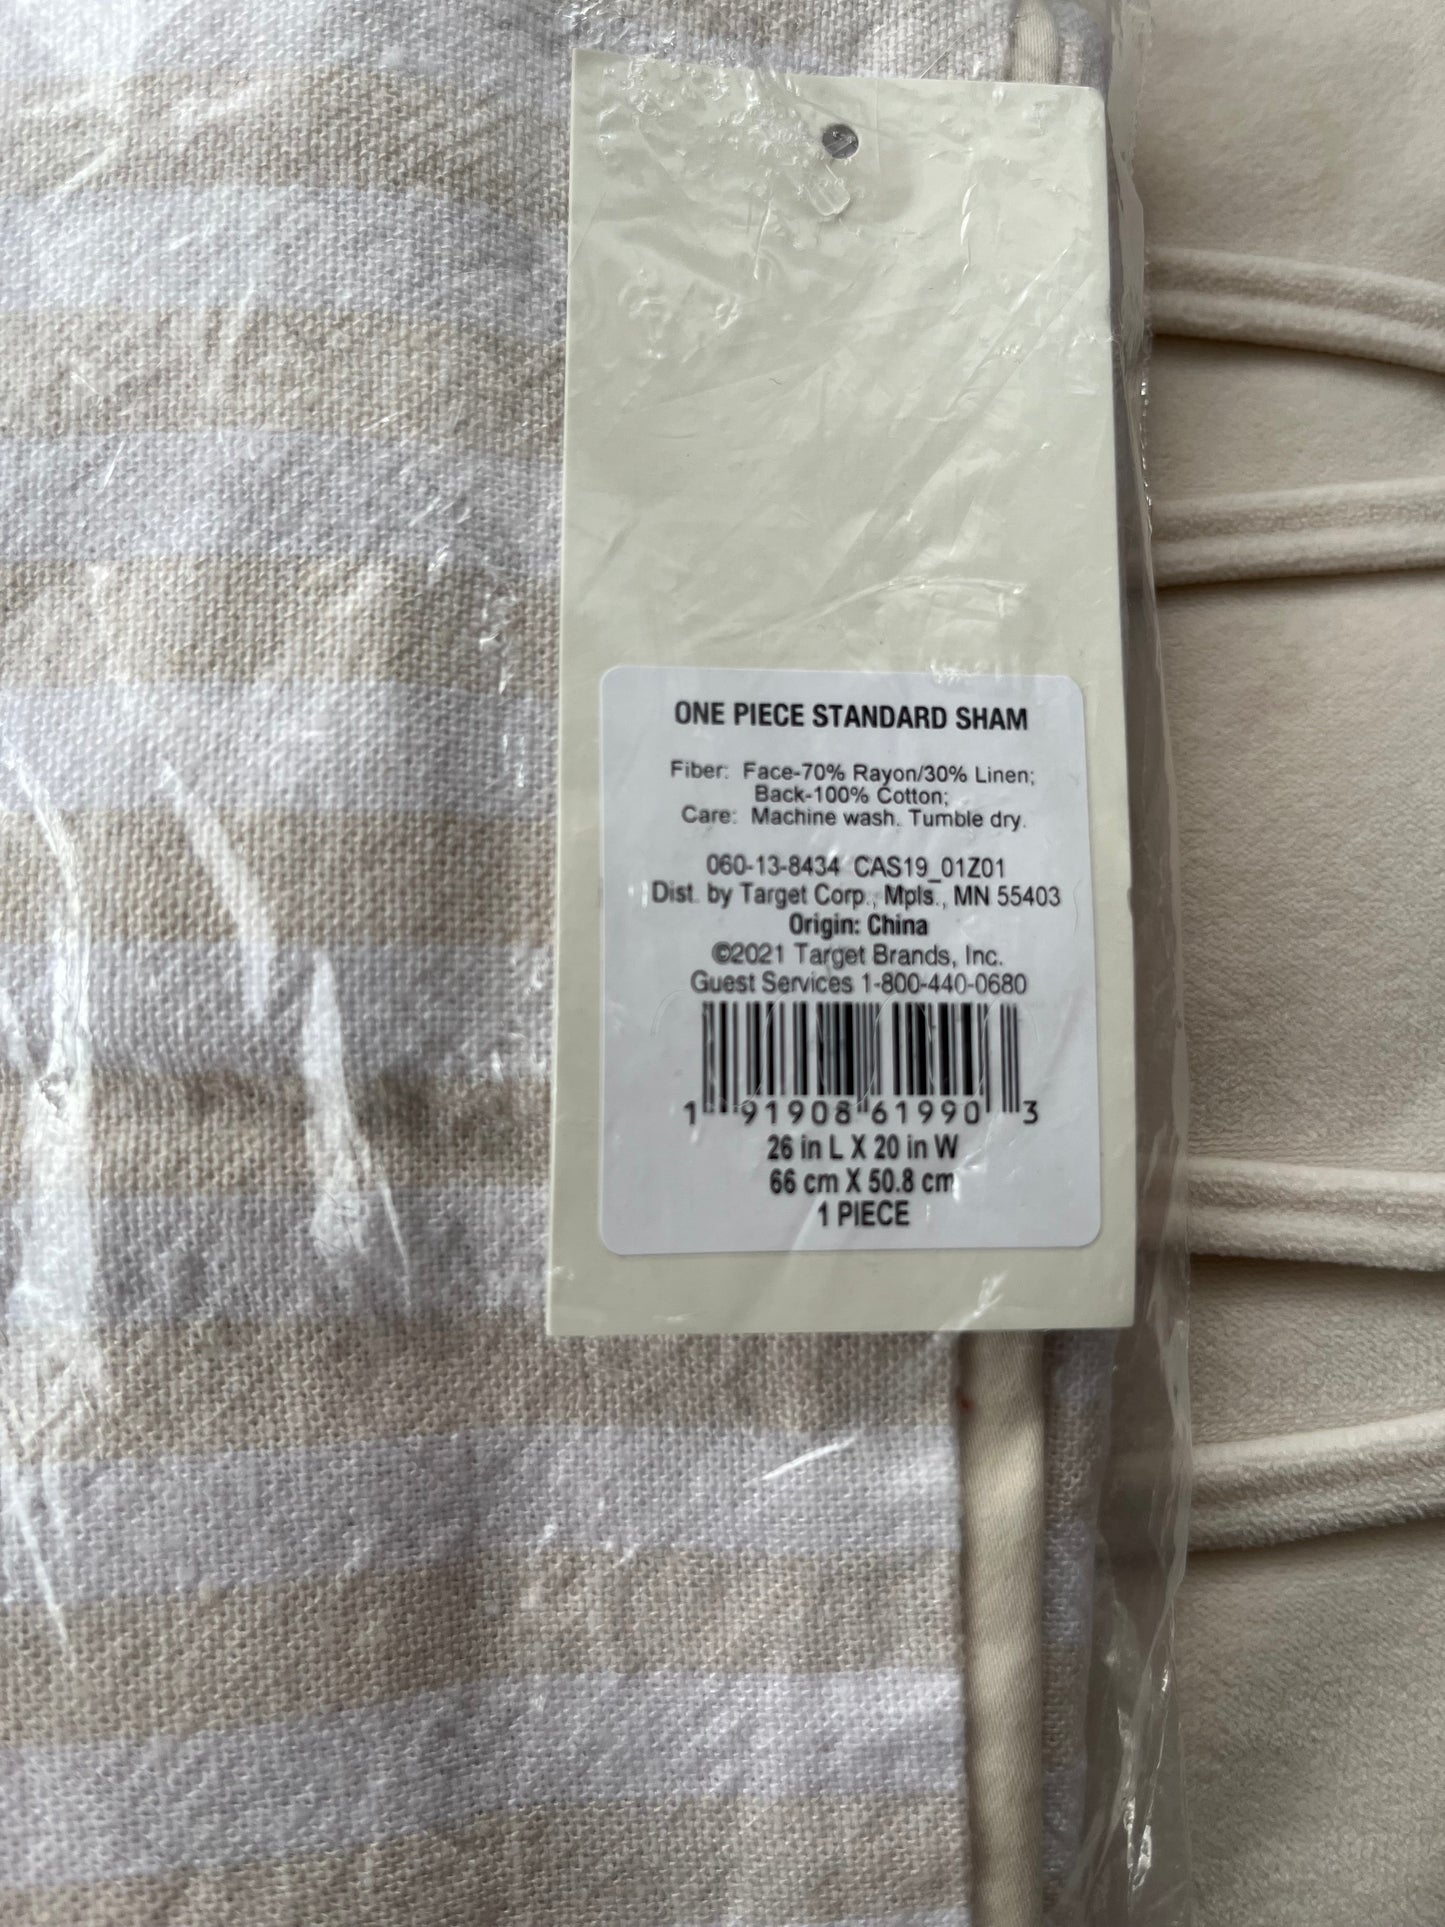 ONE PIECE STANDARD SHAM
Fiber: Face-70% Rayon/30% Linen;
Back-100% Cotton;
Care: Machine wash. Tumble dry.
060-13-8434 CAS19_01Z01
Dist. by Target Corp., Mpls., MN 55403
Origin: China
©2021 Target Brands, Inc.
Guest Services 1-800-440-0680
1 91908 61990 3
26 in L X 20 in W
66 cm X 50.8 cm
1 PIECE